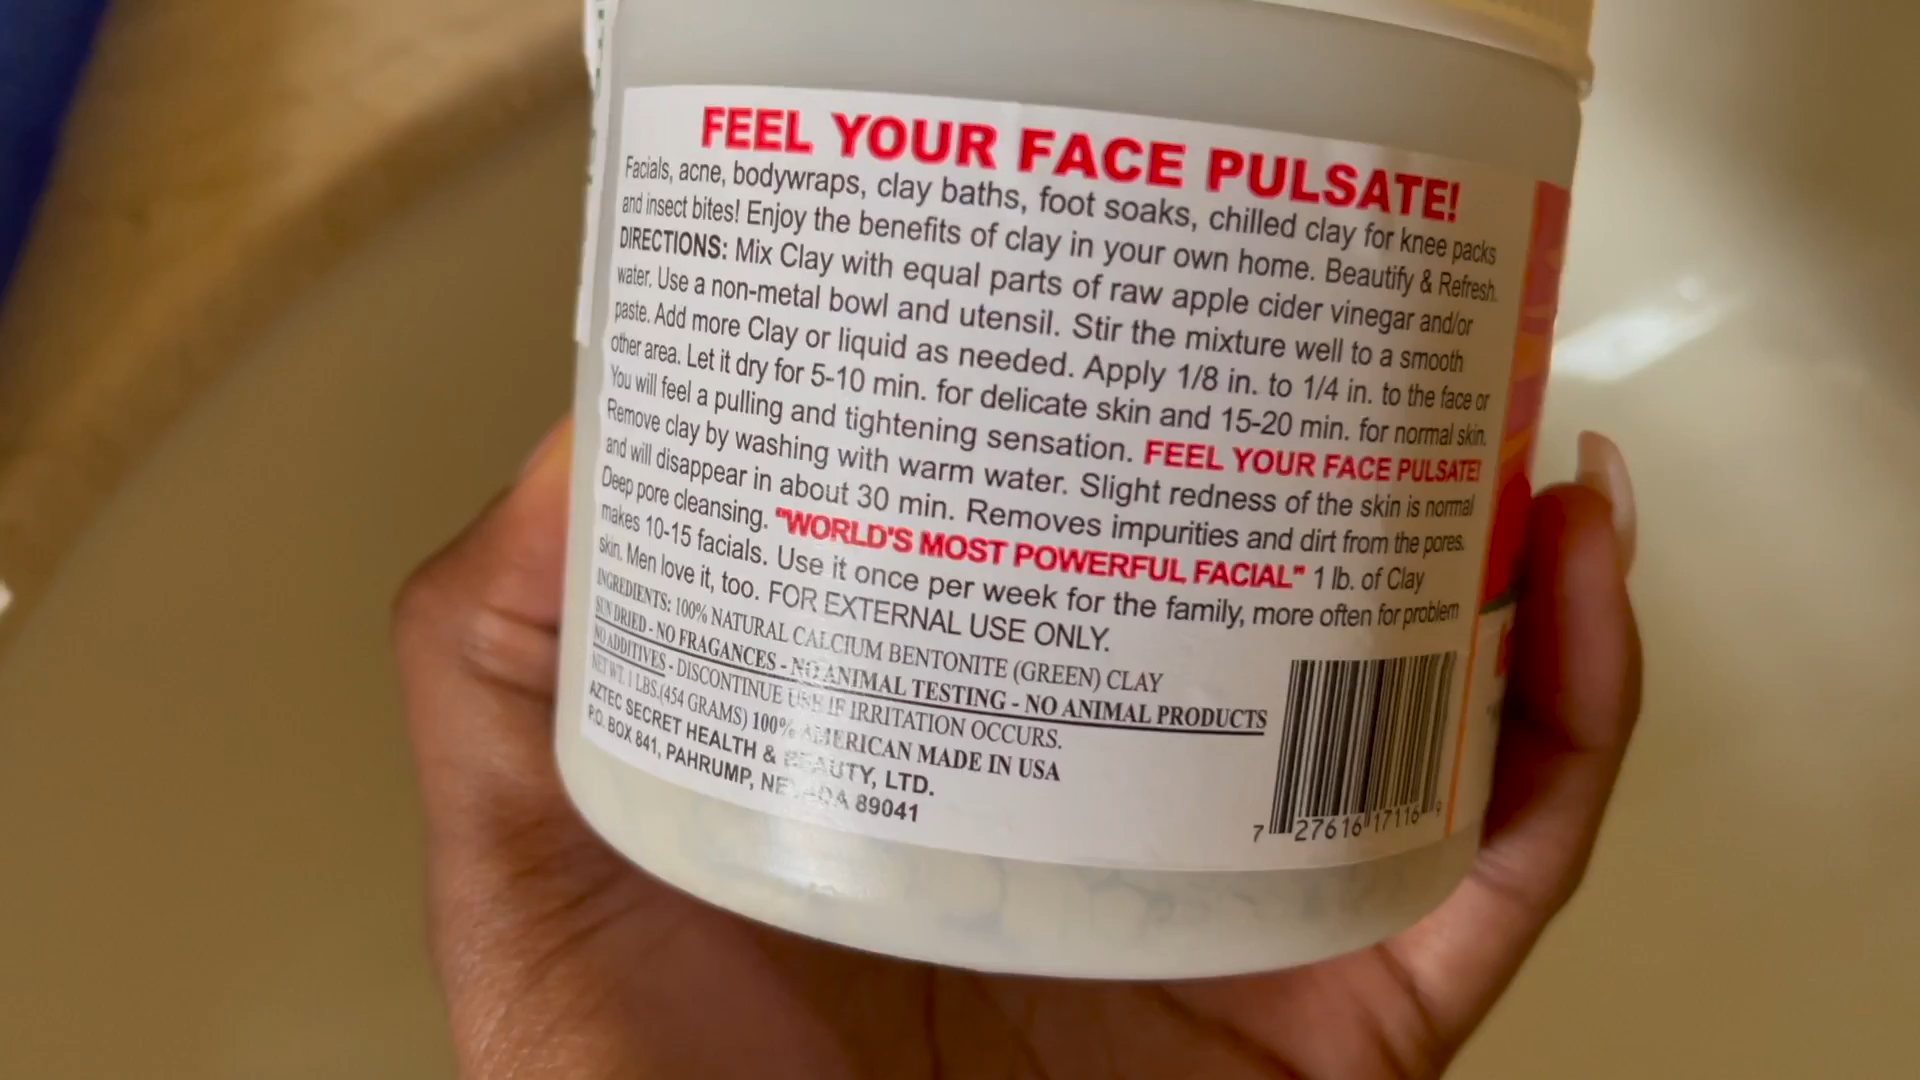 FEEL YOUR FACE PULSATE!
Facials, acne, bodywraps, clay baths, foot soaks, chilled clay for knee packs
and insect bites! Enjoy the benefits of clay in your own home. Beautify & Refresh.
DIRECTIONS: Mix Clay with equal parts of raw apple cider vinegar and/or
water. Use a non-metal bowl and utensil. Stir the mixture well to a smooth
paste. Add more Clay or liquid as needed. Apply 1/8 in. to 1/4 in. to the face or
other area. Let it dry for 5-10 min. for delicate skin and 15-20 min. for normal skin.
You will feel a pulling and tightening sensation. FEEL YOUR FACE PULSATE!
Remove clay by washing with warm water. Slight redness of the skin is normal
and will disappear in about 30 min. Removes impurities and dirt from the pores.
Deep pore cleansing. "WORLD'S MOST POWERFUL FACIAL" 1 lb. of Clay
makes 10-15 facials. Use it once per week for the family, more often for problem
skin. Men love it, too. FOR EXTERNAL USE ONLY.
INGREDIENTS: 100% NATURAL CALCIUM BENTONITE (GREEN) CLAY
SUN DRIED - NO FRAGANCES - NO ANIMAL TESTING - NO ANIMAL PRODUCTS
NO ADDITIVES - DISCONTINUE USE IF IRRITATION OCCURS.
NET WT. 1 LBS.(454 GRAMS) 100% AMERICAN MADE IN USA
AZTEC SECRET HEALTH & BEAUTY, LTD.
P.O. BOX 841, PAHRUMP, NEVADA 89041
7 27616 17116 9